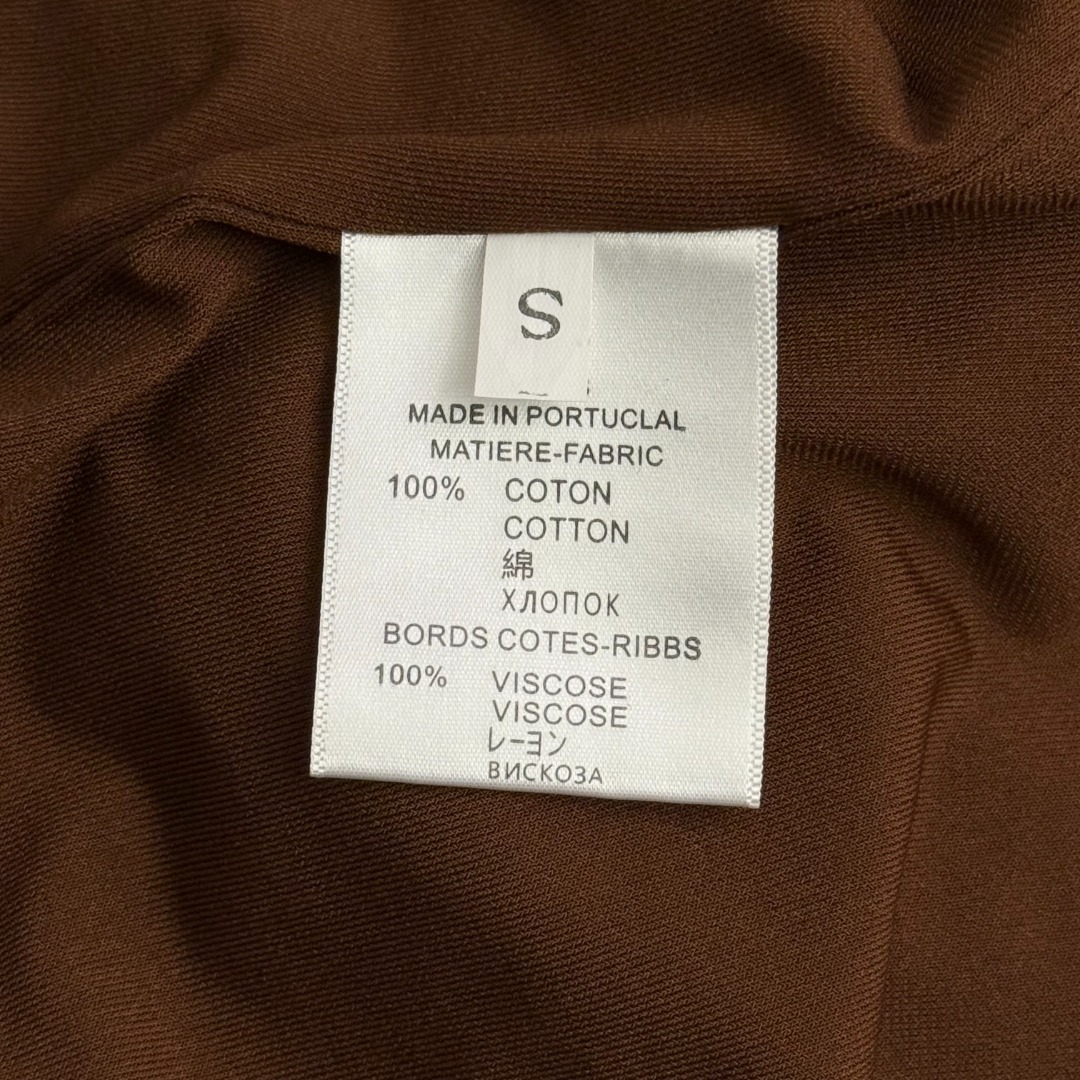 S
MADE IN PORTUCLAL
MATIERE-FABRIC
100% COTON
COTTON
綿
ХЛОПОК
BORDS COTES-RIBBS
100% VISCOSE
VISCOSE
レーヨン
ВИСКОЗА